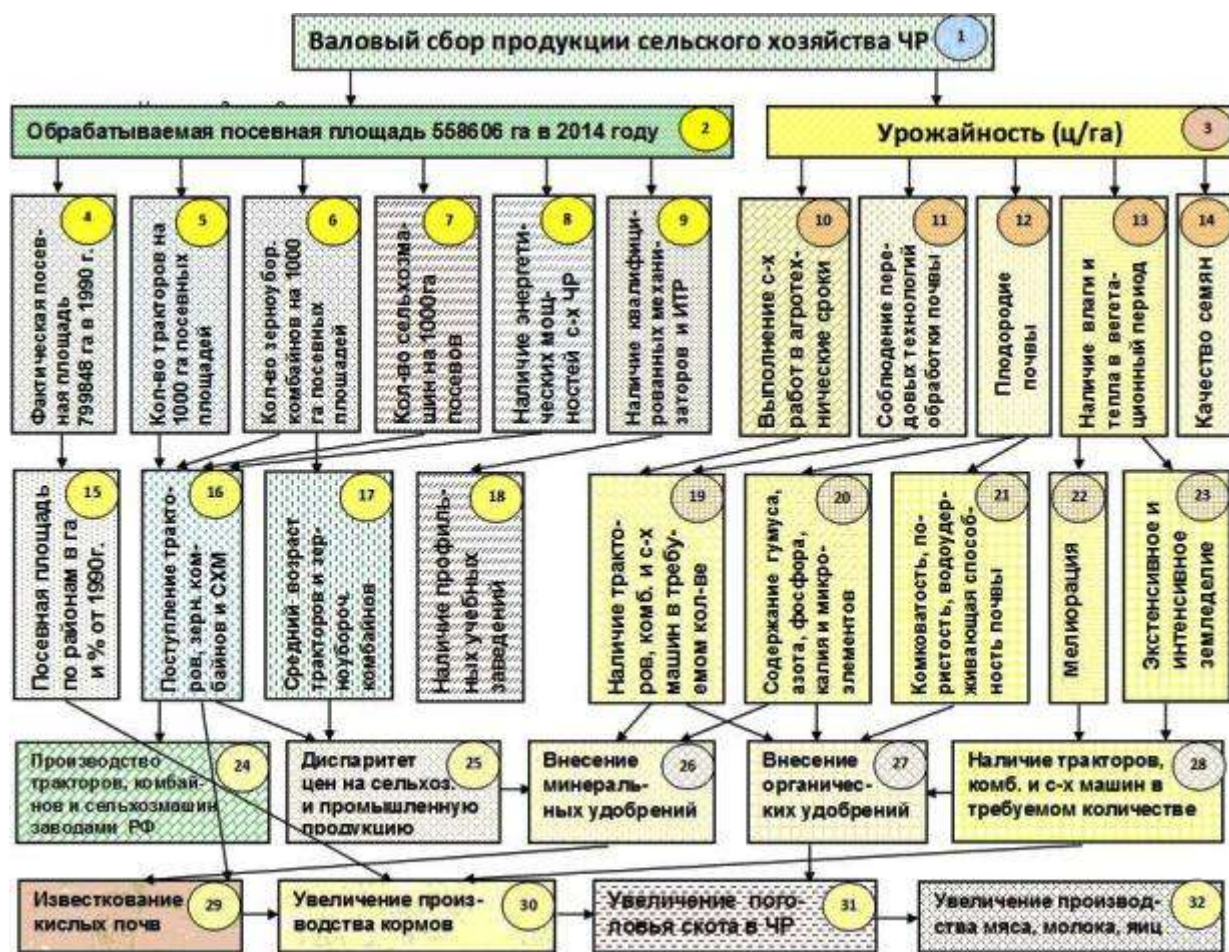 Валовый сбор продукции сельского хозяйства ЧР
1
Обрабатываемая посевная площадь 558606 га в 2014 году
2
Урожайность (ц/га)
3
4
Фактическая посев-
ная площадь
799848 га в 1990 г.
5
Кол-во тракторов на
1000 га посевных
площадей
6
Кол-во зерноубор.
комбайнов на 1000
га посевных
площадей
7
Кол-во сельхозма-
шин на 1000га
посевов
8
Наличие энергети-
ческих мощ-
ностей с-х ЧР
9
Наличие квалифици-
рованных механи-
заторов и ИТР
10
Выполнение с-х
работ в агротех-
нические сроки
11
Соблюдение пере-
довых технологий
обработки почвы
12
Плодородие
почвы
13
Наличие влаги и
тепла в вегета-
ционный период
14
Качество семян
15
Посевная площадь
по районам в га
и % от 1990г.
16
Поступление тракто-
ров, зерн. ком-
байнов и СХМ
17
Средний возраст
тракторов и зер-
ноубороч.
комбайнов
18
Наличие профиль-
ных учебных
заведений
19
Наличие тракто-
ров, комб. и с-х
машин в требу-
емом кол-ве
20
Содержание гумуса,
азота, фосфора,
калия и микро-
элементов
21
Комковатость, по-
ристость, водоудер-
живающая способ-
ность почвы
22
Мелиорация
23
Экстенсивное и
интенсивное
земледелие
Производство
тракторов, комбай-
нов и сельхозмашин
заводами РФ
24
Диспаритет
цен на сельхоз.
и промышленную
продукцию
25
Внесение
минераль-
ных удобрений
26
Внесение
органичес-
ких удобрений
27
Наличие тракторов,
комб. и с-х машин в
требуемом количестве
28
Известкование
кислых почв
29
Увеличение произ-
водства кормов
30
Увеличение пого-
ловья скота в ЧР
31
Увеличение производ-
ства мяса, молока, яиц
32